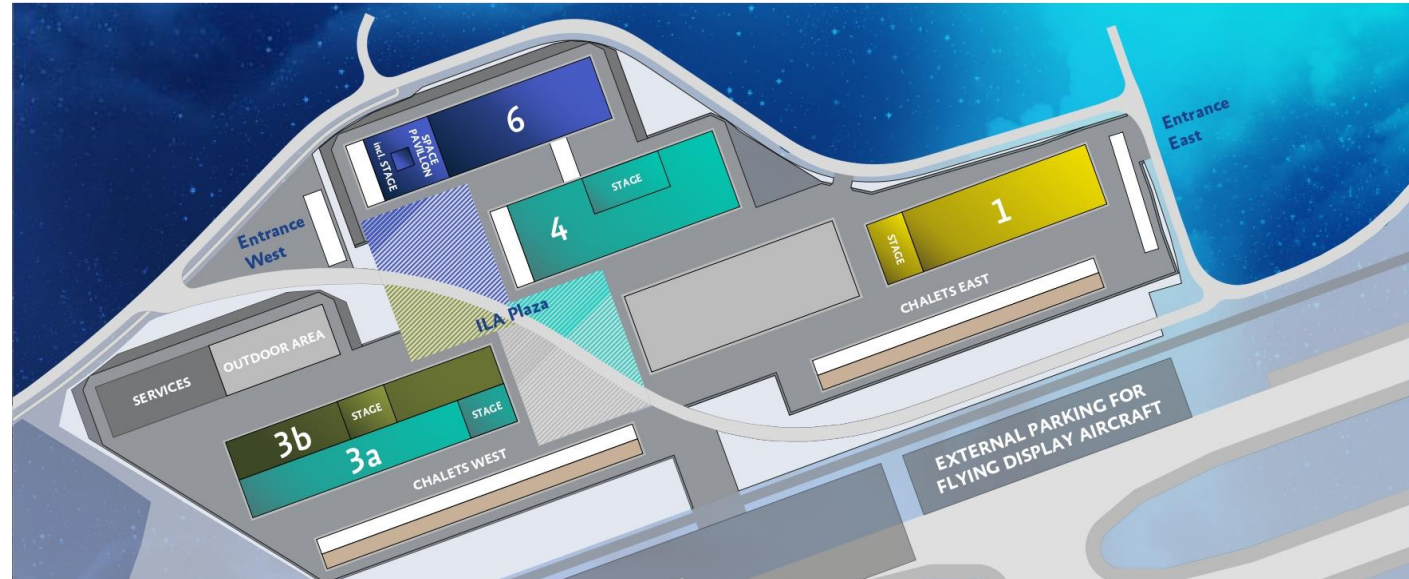 6
SPACE
PAVILLON
incl. STAGE
Entrance
East
STAGE
4
1
STAGE
Entrance
West
CHALETS EAST
ILA Plaza
OUTDOOR AREA
SERVICES
STAGE
STAGE
3b
3a
CHALETS WEST
EXTERNAL PARKING FOR
FLYING DISPLAY AIRCRAFT